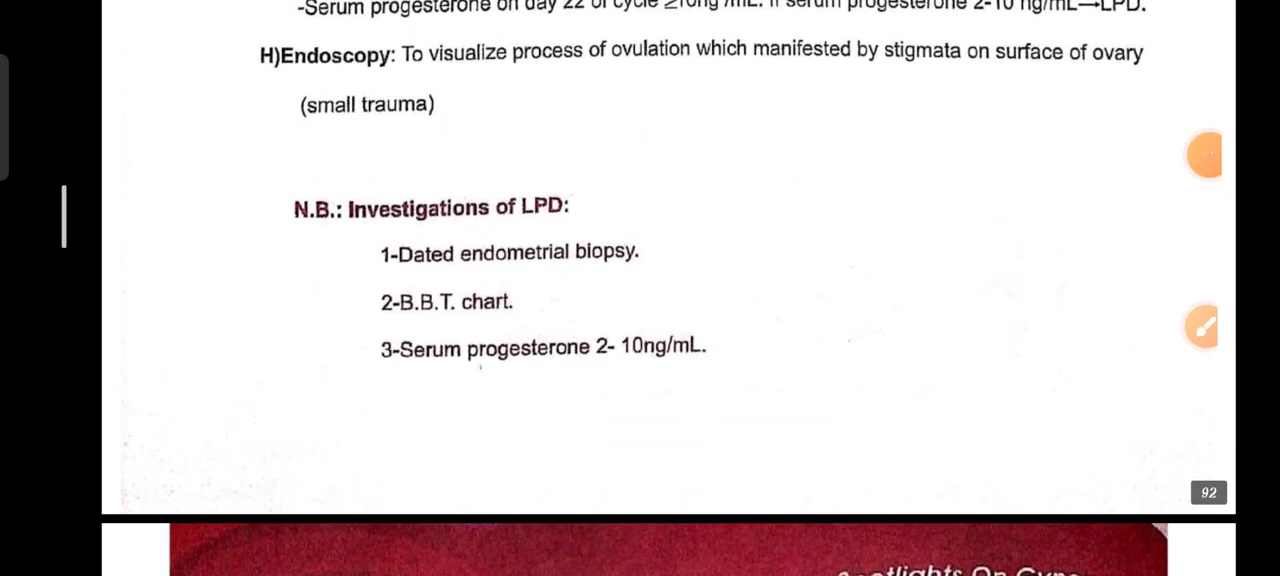 -Serum progesterone on day 22 of cycle ≥10ng /mL. If serum progesterone 2-10 ng/mL→LPD.
H)Endoscopy: To visualize process of ovulation which manifested by stigmata on surface of ovary
(small trauma)
N.B.: Investigations of LPD:
1-Dated endometrial biopsy.
2-B.B.T. chart.
3-Serum progesterone 2- 10ng/mL.
92
On